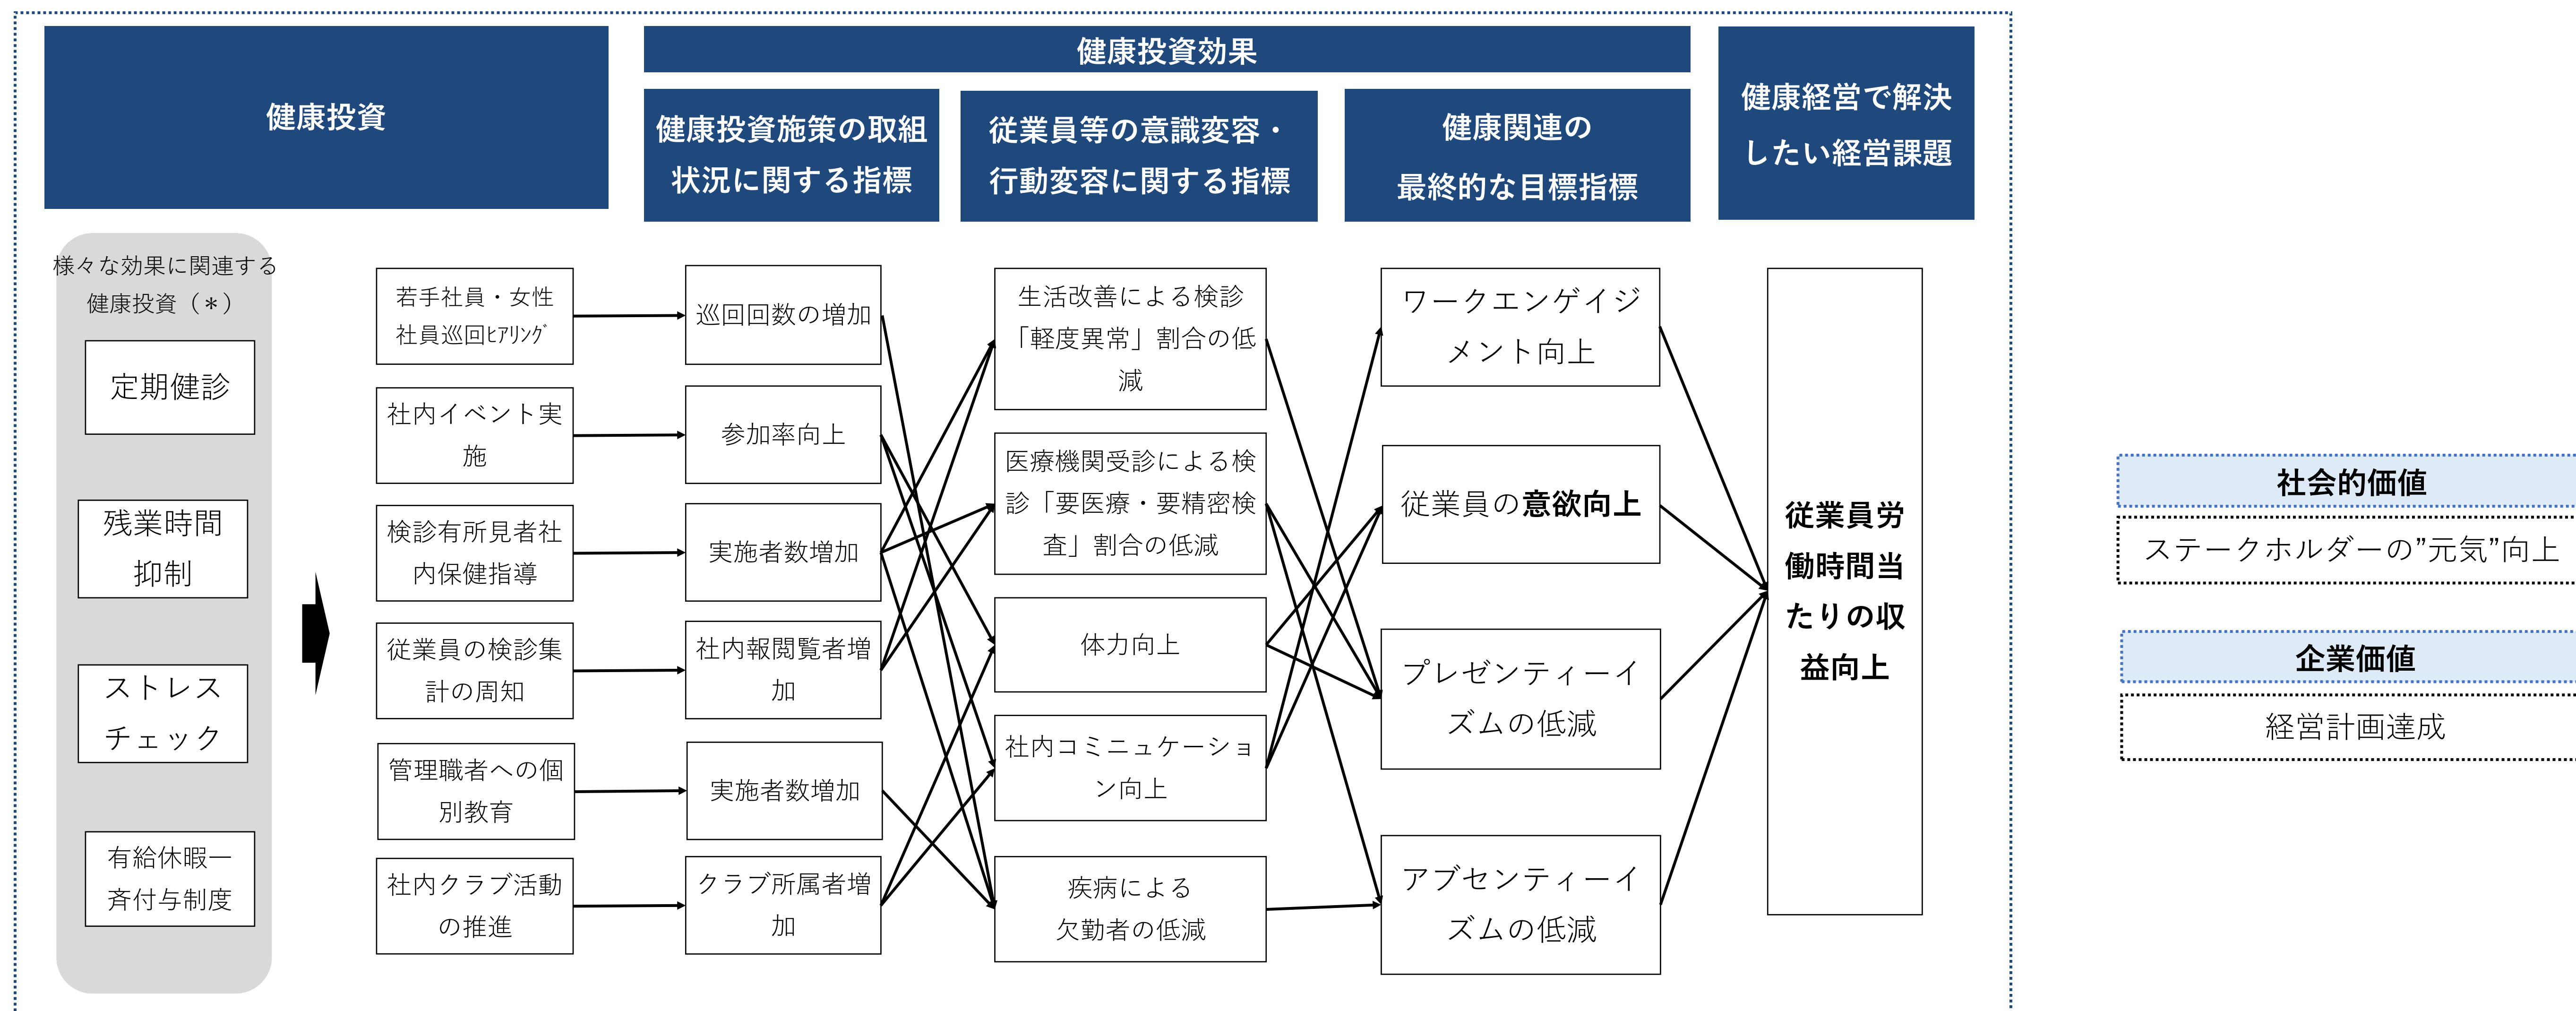 健康投資
健康投資効果
健康投資施策の取組
状況に関する指標
従業員等の意識変容・
行動変容に関する指標
健康関連の
最終的な目標指標
健康経営で解決
したい経営課題
様々な効果に関連する
健康投資（＊）
定期健診
残業時間
抑制
ストレス
チェック
有給休暇一
斉付与制度
若手社員・女性
社員巡回ﾋｱﾘﾝｸﾞ
社内イベント実
施
検診有所見者社
内保健指導
従業員の検診集
計の周知
管理職者への個
別教育
社内クラブ活動
の推進
巡回回数の増加
参加率向上
実施者数増加
社内報閲覧者増
加
実施者数増加
クラブ所属者増
加
生活改善による検診
「軽度異常」割合の低
減
医療機関受診による検
診「要医療・要精密検
査」割合の低減
体力向上
社内コミニュケーショ
ン向上
疾病による
欠勤者の低減
ワークエンゲイジ
メント向上
従業員の意欲向上
プレゼンティーイ
ズムの低減
アブセンティーイ
ズムの低減
従業員労
働時間当
たりの収
益向上
社会的価値
ステークホルダーの”元気”向上
企業価値
経営計画達成